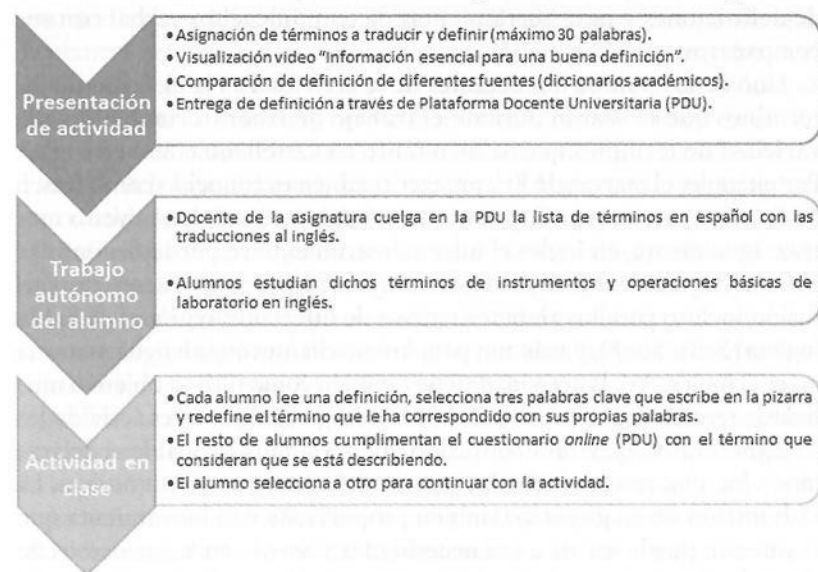 Presentación
de actividad
• Asignación de términos a traducir y definir (máximo 30 palabras).
• Visualización video "Información esencial para una buena definición".
• Comparación de definición de diferentes fuentes (diccionarios académicos).
• Entrega de definición a través de Plataforma Docente Universitaria (PDU).
Trabajo
autónomo
del alumno
• Docente de la asignatura cuelga en la PDU la lista de términos en español con las
traducciones al inglés.
• Alumnos estudian dichos términos de instrumentos y operaciones básicas de
laboratorio en inglés.
Actividad en
clase
• Cada alumno lee una definición, selecciona tres palabras clave que escribe en la pizarra
y redefine el término que le ha correspondido con sus propias palabras.
• El resto de alumnos cumplimentan el cuestionario online (PDU) con el término que
consideran que se está describiendo.
• El alumno selecciona a otro para continuar con la actividad.